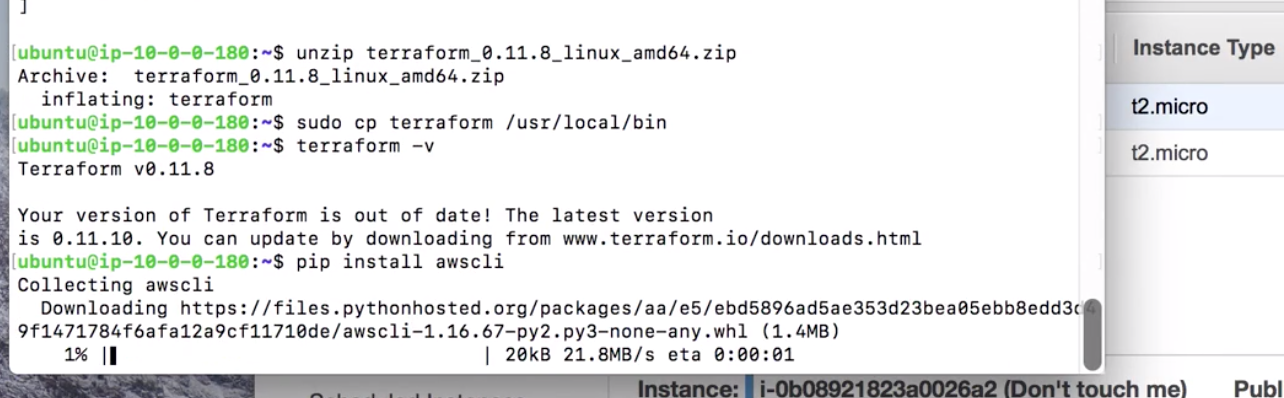 ]
[ubuntu@ip-10-0-0-180:~$ unzip terraform_0.11.8_linux_amd64.zip
Archive:  terraform_0.11.8_linux_amd64.zip
  inflating: terraform
[ubuntu@ip-10-0-0-180:~$ sudo cp terraform /usr/local/bin
[ubuntu@ip-10-0-0-180:~$ terraform -v
Terraform v0.11.8
Your version of Terraform is out of date! The latest version
is 0.11.10. You can update by downloading from www.terraform.io/downloads.html
[ubuntu@ip-10-0-0-180:~$ pip install awscli
Collecting awscli
  Downloading https://files.pythonhosted.org/packages/aa/e5/ebd5896ad5ae353d23bea05ebb8edd3d4
9f1471784f6afa12a9cf11710de/awscli-1.16.67-py2.py3-none-any.whl (1.4MB)
    1% |▌                               | 20kB 21.8MB/s eta 0:00:01
Instance Type
t2.micro
t2.micro
Instance: i-0b08921823a0026a2 (Don't touch me) Publ